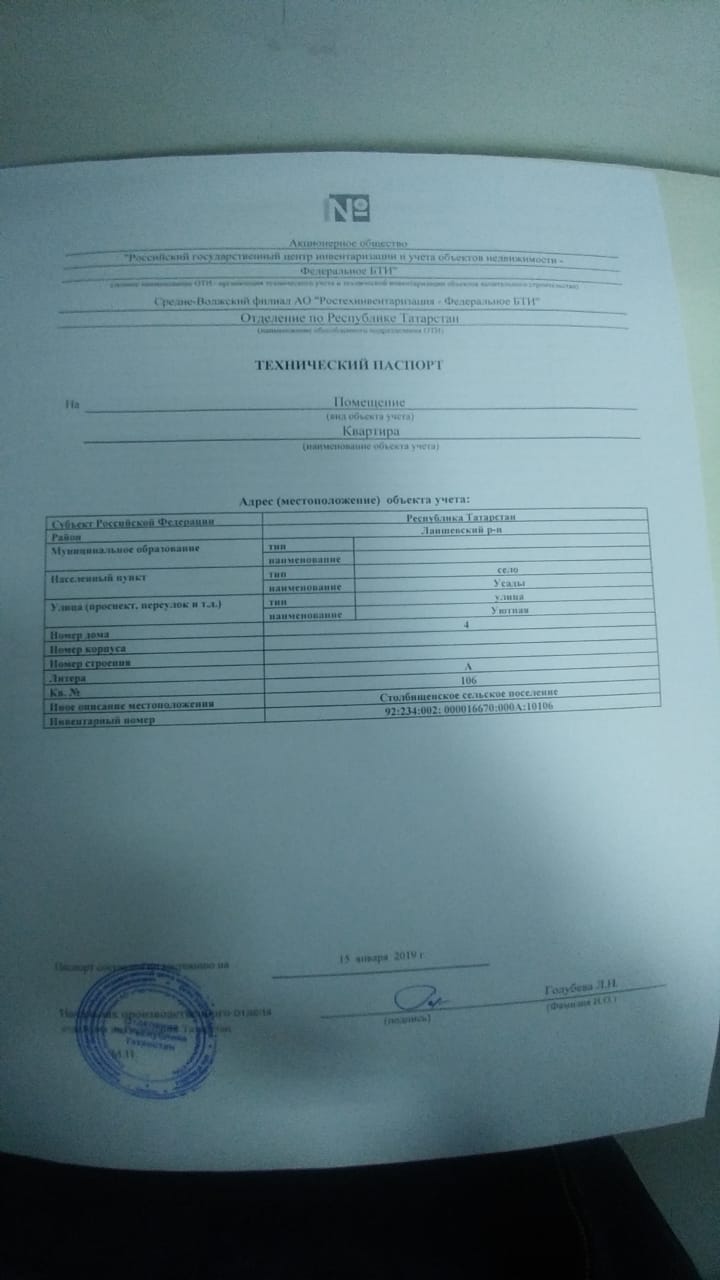 №
Акционерное общество
"Российский государственный центр инвентаризации и учета объектов недвижимости -
Федеральное БТИ"
(полное наименование ОТИ - организации технического учета и технической инвентаризации объектов капитального строительства)
Средне-Волжский филиал АО "Ростехинвентаризация - Федеральное БТИ"
Отделение по Республике Татарстан
(наименование обособленного подразделения ОТИ)
ТЕХНИЧЕСКИЙ ПАСПОРТ
На Помещение
(вид объекта учета)
Квартира
(наименование объекта учета)
Адрес (местоположение) объекта учета:
Субъект Российской Федерации Республика Татарстан
Район Лаишевский р-н
Муниципальное образование тип
наименование
Населенный пункт тип село
наименование Усады
Улица (проспект, переулок и т.д.) тип улица
наименование Уютная
Номер дома 4
Номер корпуса
Номер строения
Литера А
Кв. № 106
Иное описание местоположения Столбищенское сельское поселение
Инвентарный номер 92:234:002: 000016670:000А:10106
Паспорт составлен по состоянию на 15 января 2019 г
Начальник производственного отдела
Татарстан
Голубева Л.Н.
(подпись) (Фамилия И.О.)
М.П.
Отделение
по Республике
Татарстан